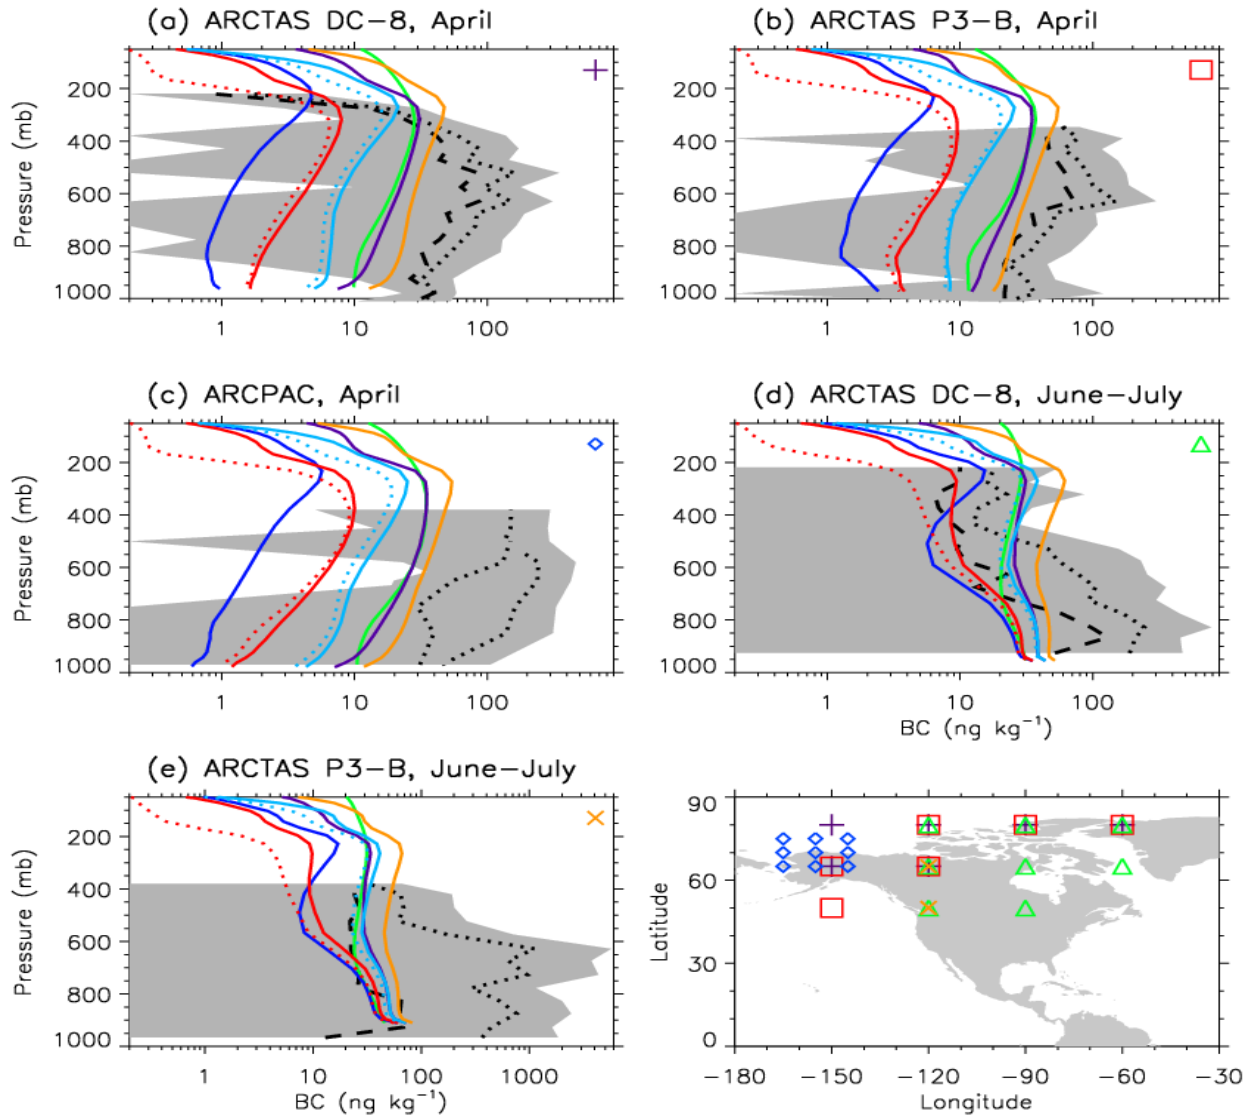 (a) ARCTAS DC-8, April
(b) ARCTAS P3-B, April
Pressure (mb)
200
400
600
800
1000
1 10 100
200
400
600
800
1000
1 10 100
(c) ARCPAC, April
(d) ARCTAS DC-8, June-July
Pressure (mb)
200
400
600
800
1000
1 10 100
200
400
600
800
1000
1 10 100
BC (ng kg⁻¹)
(e) ARCTAS P3-B, June-July
Pressure (mb)
200
400
600
800
1000
1 10 100 1000
BC (ng kg⁻¹)
Latitude
90
60
30
0
-180 -150 -120 -90 -60 -30
Longitude